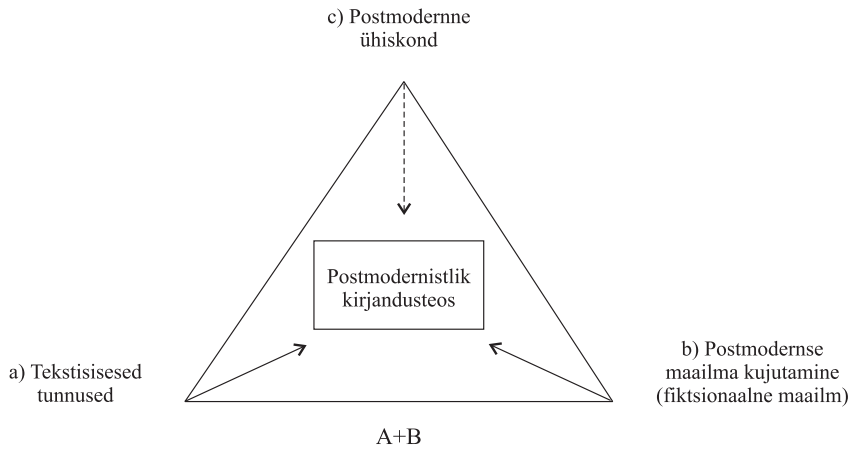 c) Postmodernne
ühiskond
Postmodernistlik
kirjandusteos
a) Tekstisisesed
tunnused
b) Postmodernse
maailma kujutamine
(fiktsionaalne maailm)
A+B